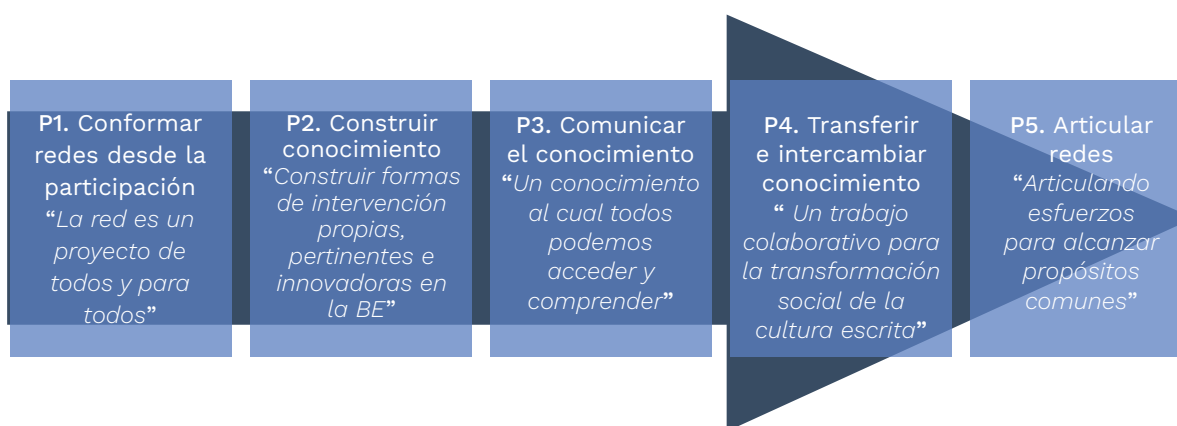 P1. Conformar
redes desde la
participación
“La red es un
proyecto de
todos y para
todos”
P2. Construir
conocimiento
“Construir formas
de intervención
propias,
pertinentes e
innovadoras en
la BE”
P3. Comunicar
el conocimiento
“Un conocimiento
al cual todos
podemos
acceder y
comprender”
P4. Transferir
e intercambiar
conocimiento
“ Un trabajo
colaborativo para
la transformación
social de la
cultura escrita”
P5. Articular
redes
“Articulando
esfuerzos
para alcanzar
propósitos
comunes”